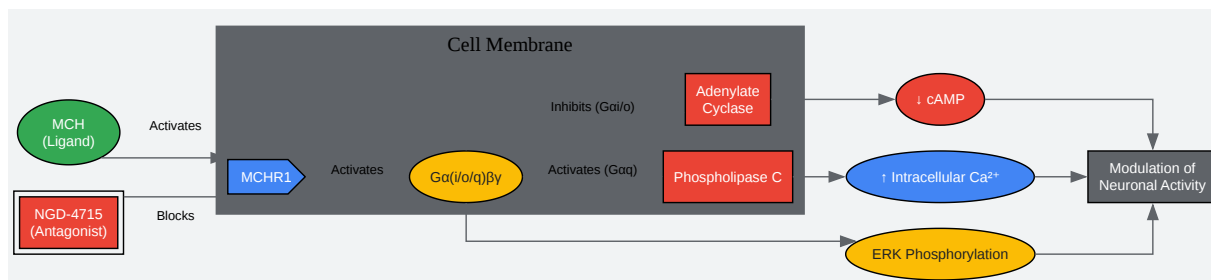 Cell Membrane
MCH
(Ligand)
Activates
NGD-4715
(Antagonist)
Blocks
MCHR1
Activates
Gα(i/o/q)βγ
Inhibits (Gαi/o)
Activates (Gαq)
Adenylate
Cyclase
Phospholipase C
↓ cAMP
↑ Intracellular Ca²⁺
ERK Phosphorylation
Modulation of
Neuronal Activity